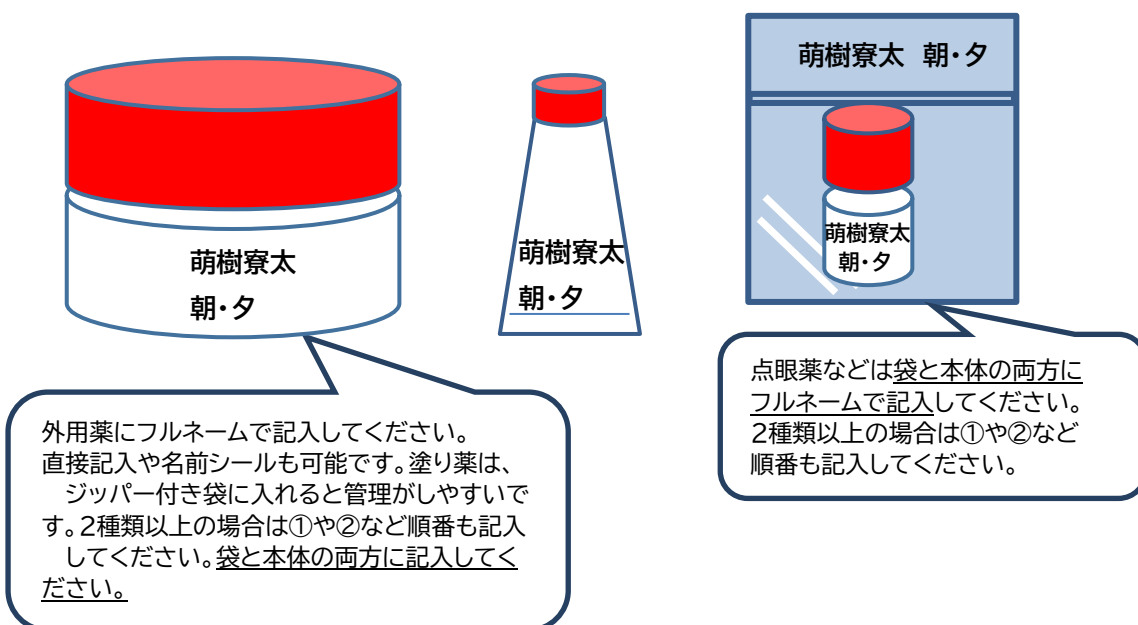 萌樹寮太
朝・夕
萌樹寮太
朝・夕
萌樹寮太 朝・夕
萌樹寮太
朝・夕
外用薬にフルネームで記入してください。
直接記入や名前シールも可能です。塗り薬は、
ジッパー付き袋に入れると管理がしやすいで
す。2種類以上の場合は①や②など順番も記入
してください。袋と本体の両方に記入してく
ださい。
点眼薬などは袋と本体の両方に
フルネームで記入してください。
2種類以上の場合は①や②など
順番も記入してください。